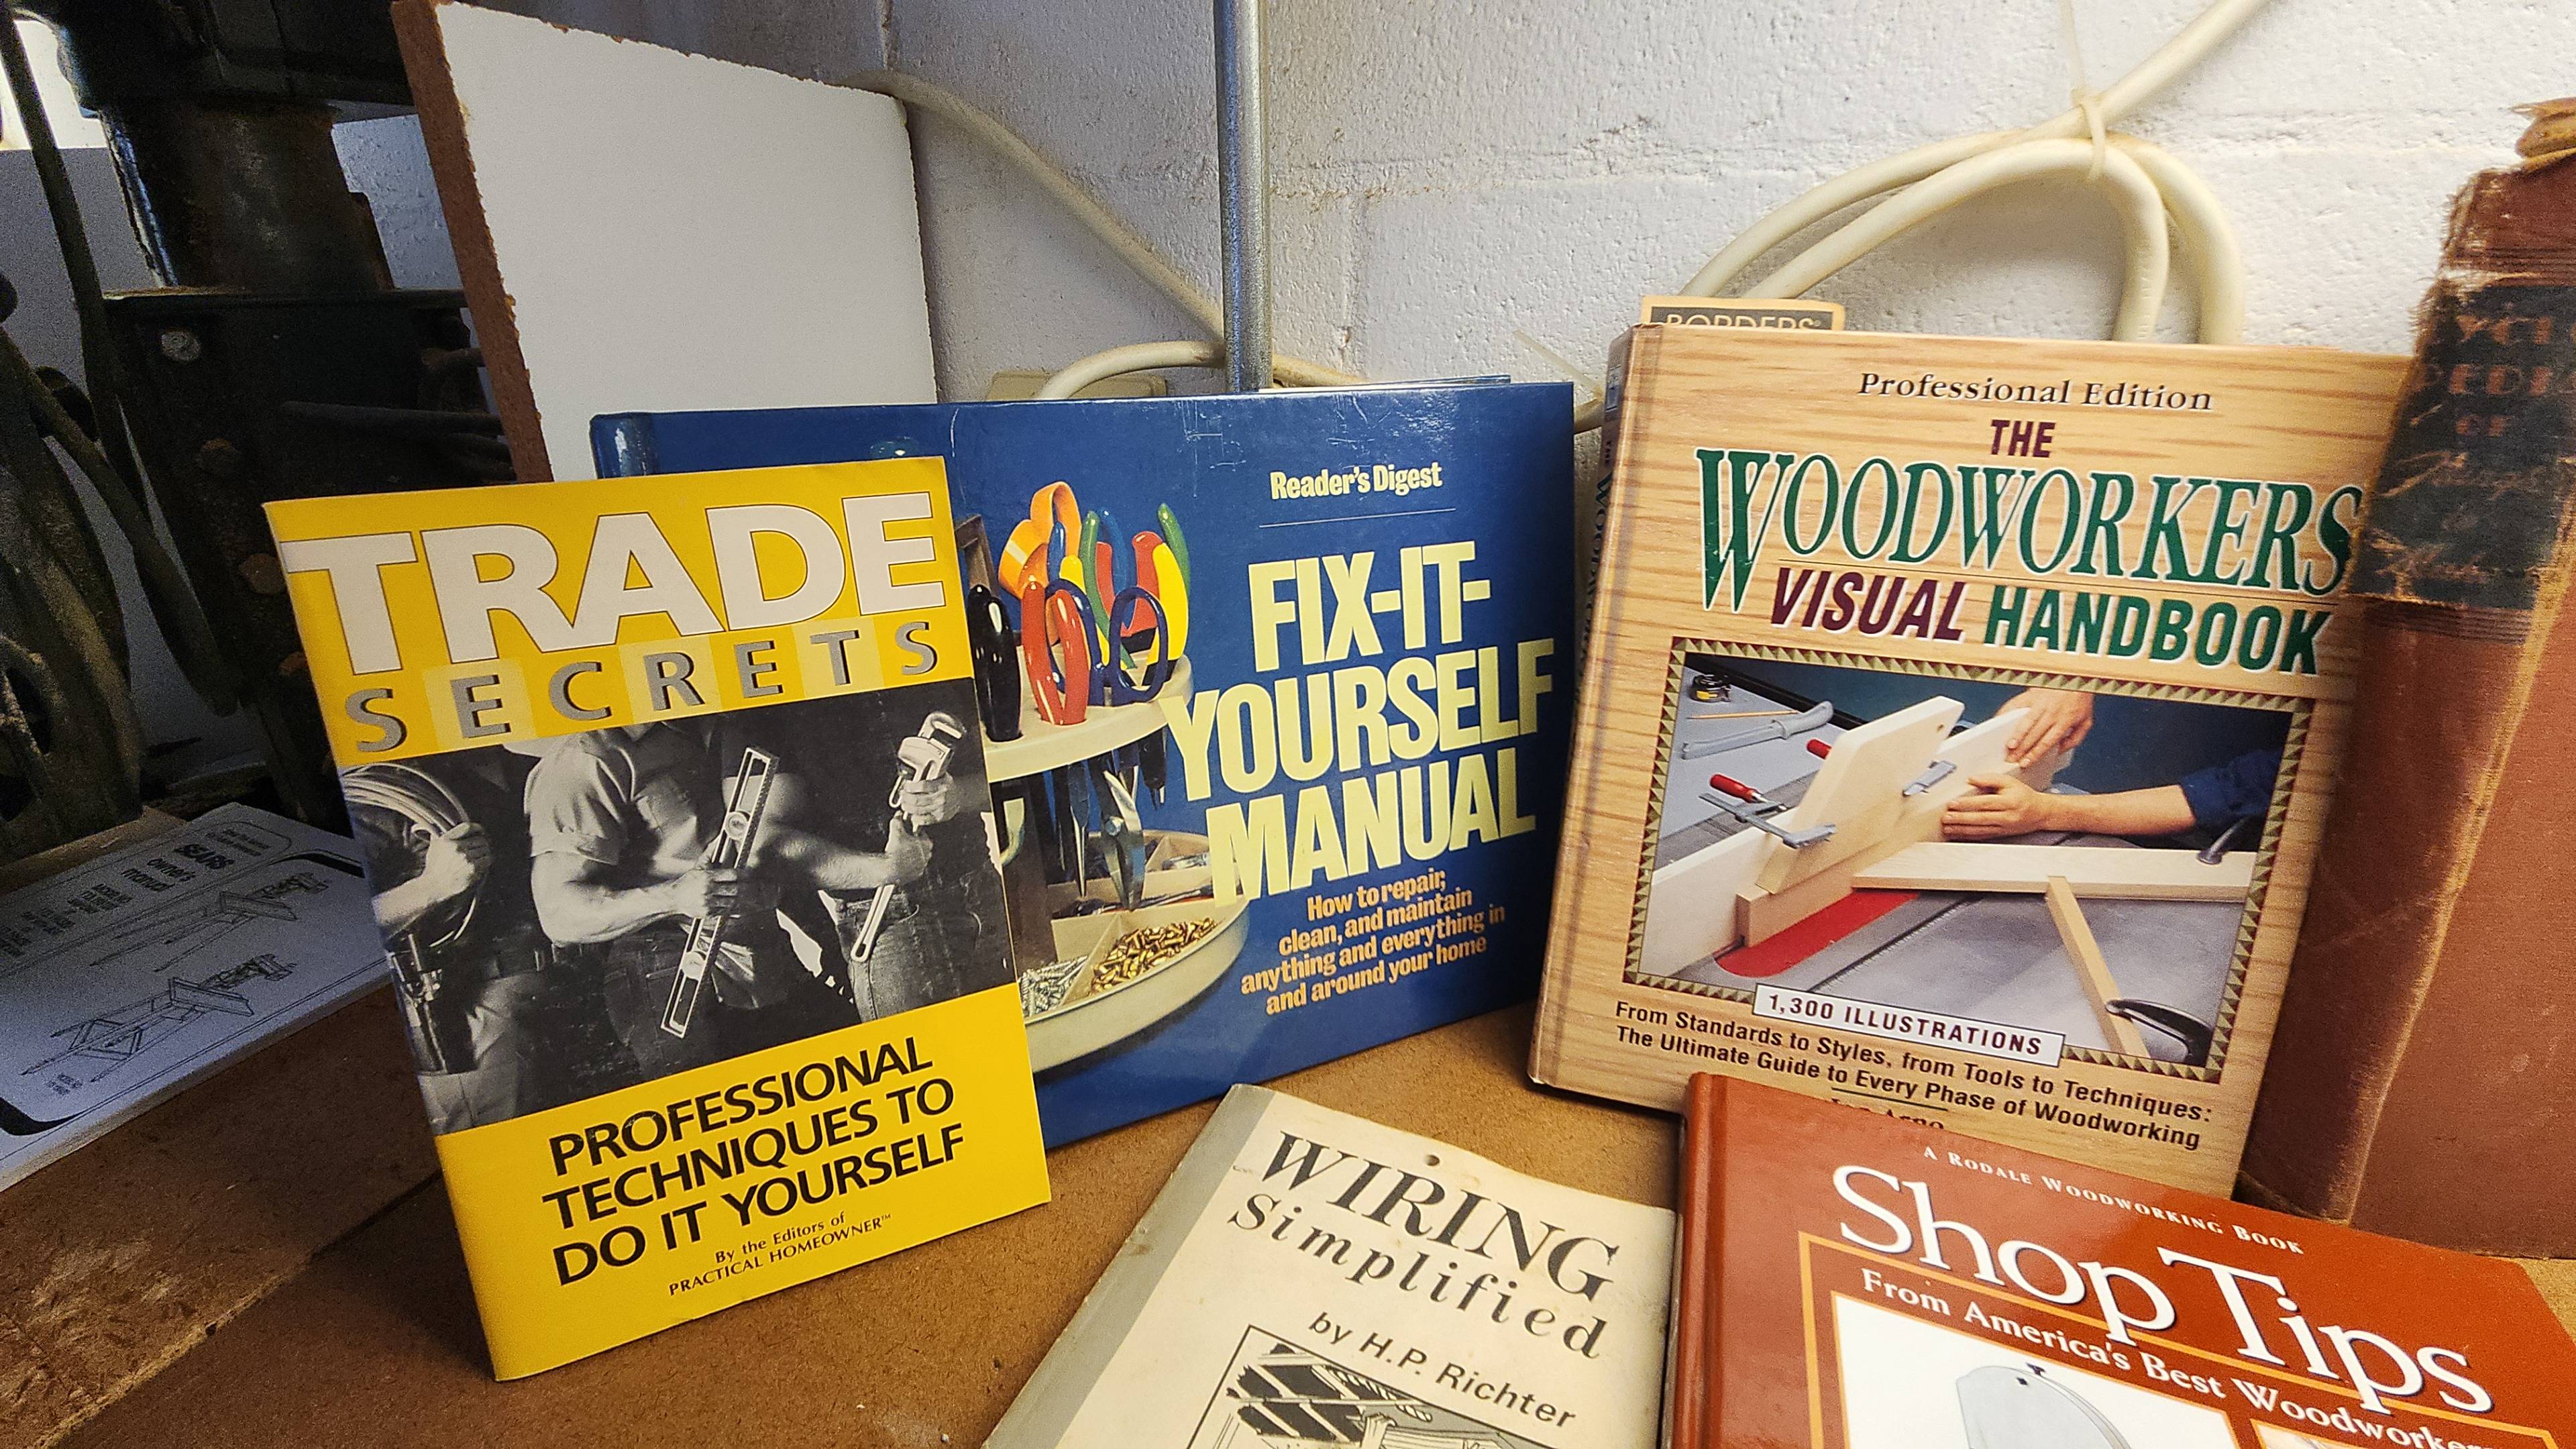 TRADE
SECRETS
PROFESSIONAL
TECHNIQUES TO
DO IT YOURSELF
By the Editors of
PRACTICAL HOMEOWNER™
Reader's Digest
FIX-IT-
YOURSELF
MANUAL
How to repair,
clean, and maintain
anything and everything in
and around your home
BORDERS
Professional Edition
THE
WOODWORKERS
VISUAL HANDBOOK
1,300 ILLUSTRATIONS
From Standards to Styles, from Tools to Techniques:
The Ultimate Guide to Every Phase of Woodworking
WIRING
Simplified
by H.P. Richter
A RODALE WOODWORKING BOOK
Shop Tips
From America's Best
SEARS
OF